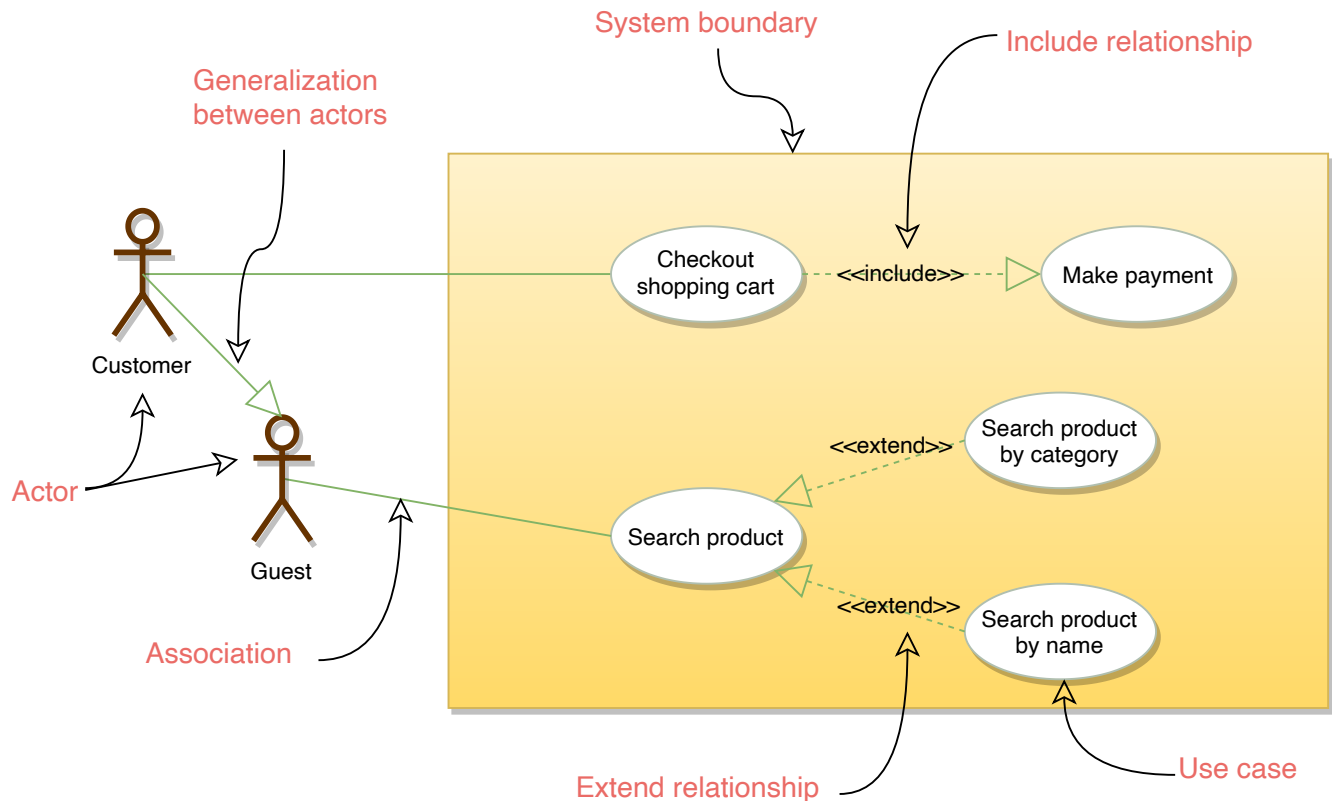 System boundary
Include relationship
Generalization
between actors
Checkout
shopping cart
<<include>>
Make payment
Customer
<<extend>>
Search product
by category
Actor
Search product
Guest
<<extend>>
Search product
by name
Association
Extend relationship
Use case